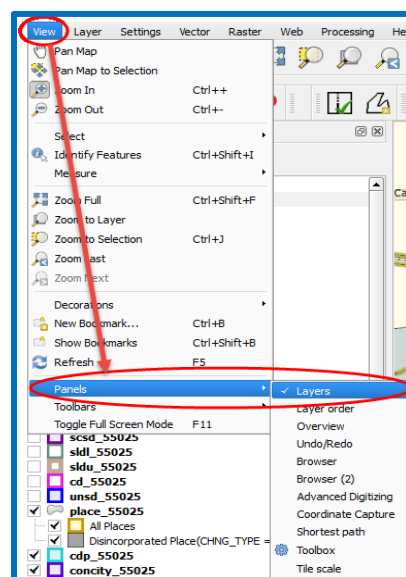 View Layer Settings Vector Raster Web Processing He
Pan Map
Pan Map to Selection
Zoom In Ctrl++
Zoom Out Ctrl+-
Select
Identify Features Ctrl+Shift+I
Measure
Zoom Full Ctrl+Shift+F
Zoom to Layer
Zoom to Selection Ctrl+J
Zoom Last
Zoom Next
Decorations
New Bookmark... Ctrl+B
Show Bookmarks Ctrl+Shift+B
Refresh F5
Panels
Toolbars
Toggle Full Screen Mode F11
Layers
Layer order
Overview
Undo/Redo
Browser
Browser (2)
Advanced Digitizing
Coordinate Capture
Shortest path
Toolbox
Tile scale
scsd_55025
sldl_55025
sldu_55025
cd_55025
unsd_55025
place_55025
All Places
Disincorporated Place(CHNG_TYPE =
cdp_55025
concity_55025
Ca